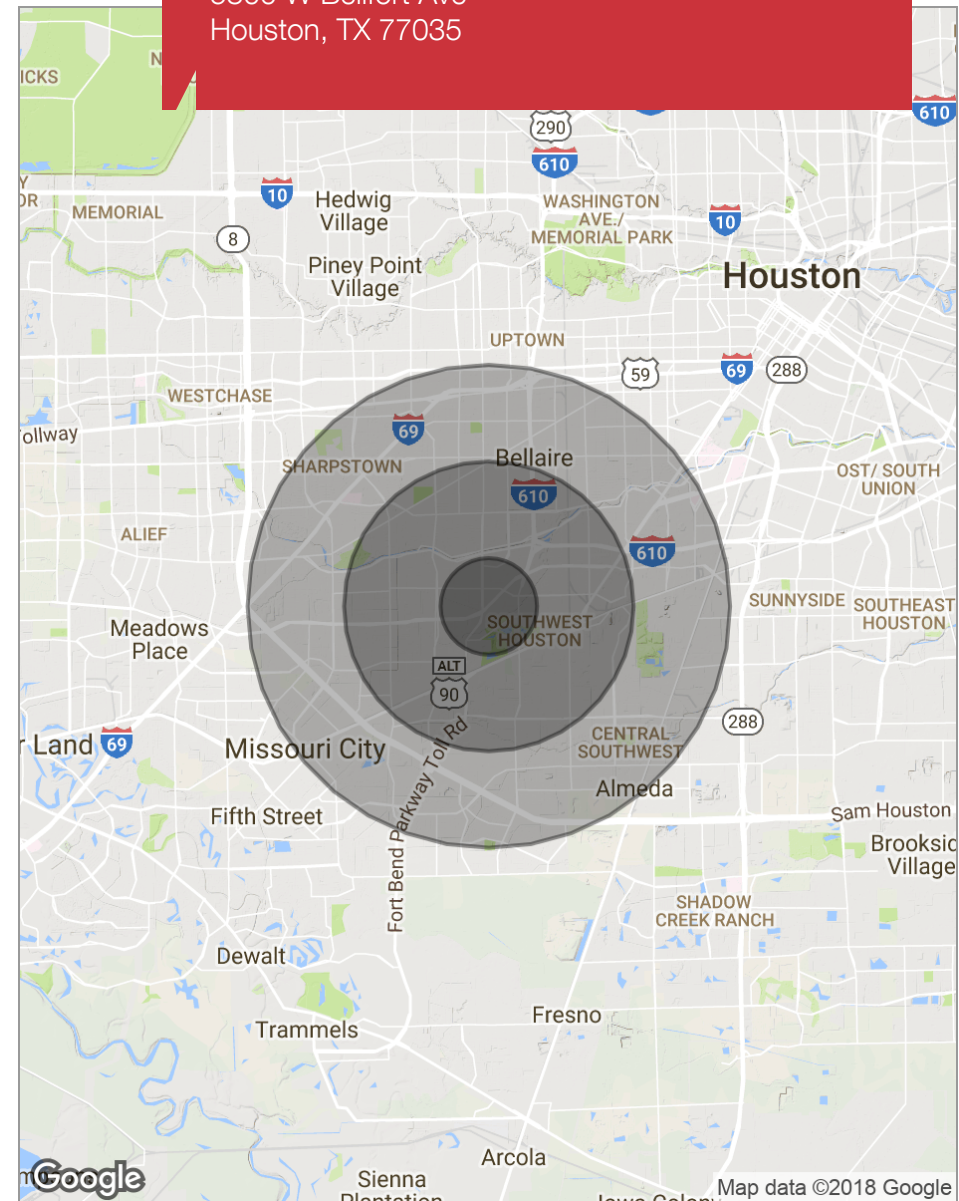 Houston, TX 77035
290
610
610
10
Hedwig
Village
WASHINGTON
AVE./
MEMORIAL PARK
10
MEMORIAL
8
Piney Point
Village
Houston
UPTOWN
59
69
288
WESTCHASE
ollway
69
SHARPSTOWN
Bellaire
610
OST/ SOUTH
UNION
ALIEF
610
SUNNYSIDE
SOUTHEAST
HOUSTON
Meadows
Place
SOUTHWEST
HOUSTON
ALT
90
288
r Land
69
Missouri City
CENTRAL
SOUTHWEST
Almeda
Fifth Street
Fort Bend Parkway Toll Rd
Sam Houston
Brooksid
Village
SHADOW
CREEK RANCH
Dewalt
Trammels
Fresno
Arcola
Sienna
Plantation
Google
Map data ©2018 Google